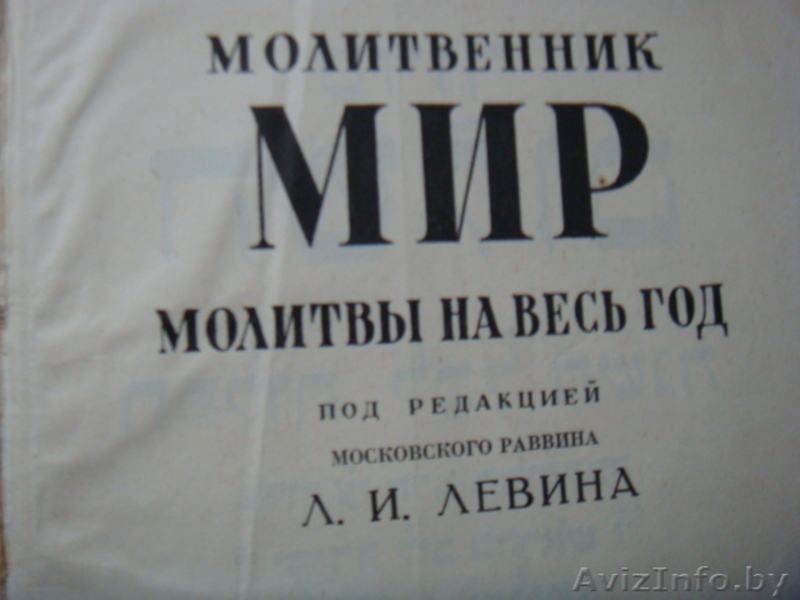 МОЛИТВЕННИК
МИР
МОЛИТВЫ НА ВЕСЬ ГОД
ПОД РЕДАКЦИЕЙ
МОСКОВСКОГО РАВВИНА
Л. И. ЛЕВИНА
AvizInfo.by